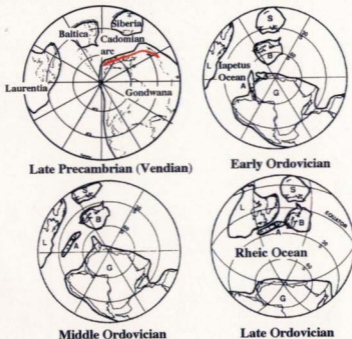 Siberia
Baltica
Cadomian
arc
Laurentia
Gondwana
Late Precambrian (Vendian)
S
L
B
Iapetus
Ocean
A
G
Early Ordovician
S
L
B
A
G
Middle Ordovician
S
L
B
A
EQUATOR
Rheic Ocean
G
Late Ordovician